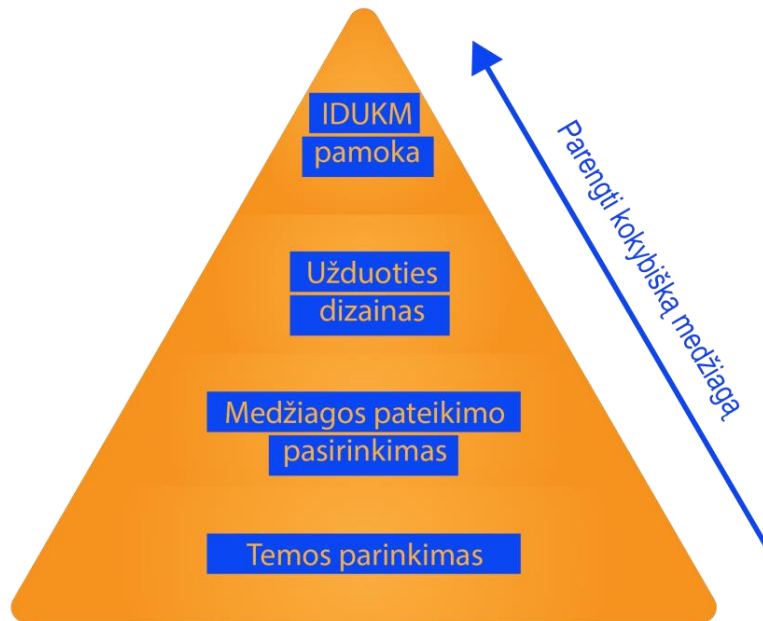 IDUKM
pamoka
Užduoties
dizainas
Medžiagos pateikimo
pasirinkimas
Temos parinkimas
Parengti kokybišką medžiagą